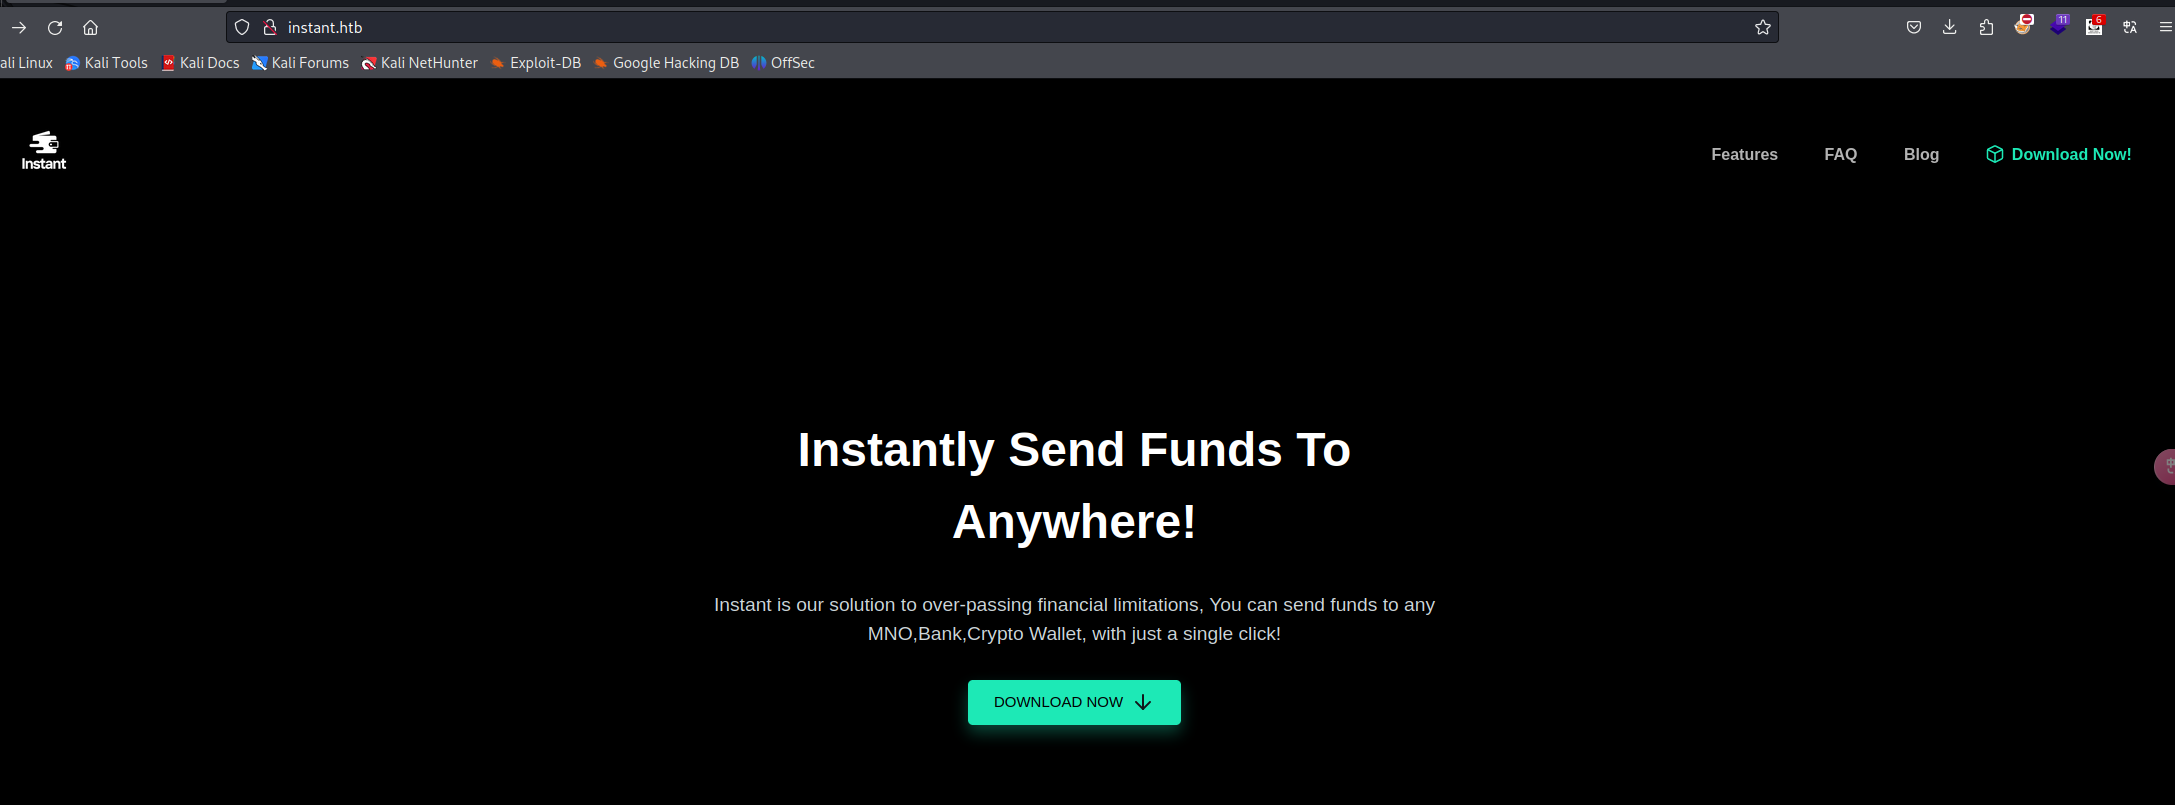 instant.htb
11
6
ali Linux Kali Tools Kali Docs Kali Forums Kali NetHunter Exploit-DB Google Hacking DB OffSec
Instant
Features FAQ Blog Download Now!
Instantly Send Funds To
Anywhere!
Instant is our solution to over-passing financial limitations, You can send funds to any
MNO,Bank,Crypto Wallet, with just a single click!
DOWNLOAD NOW